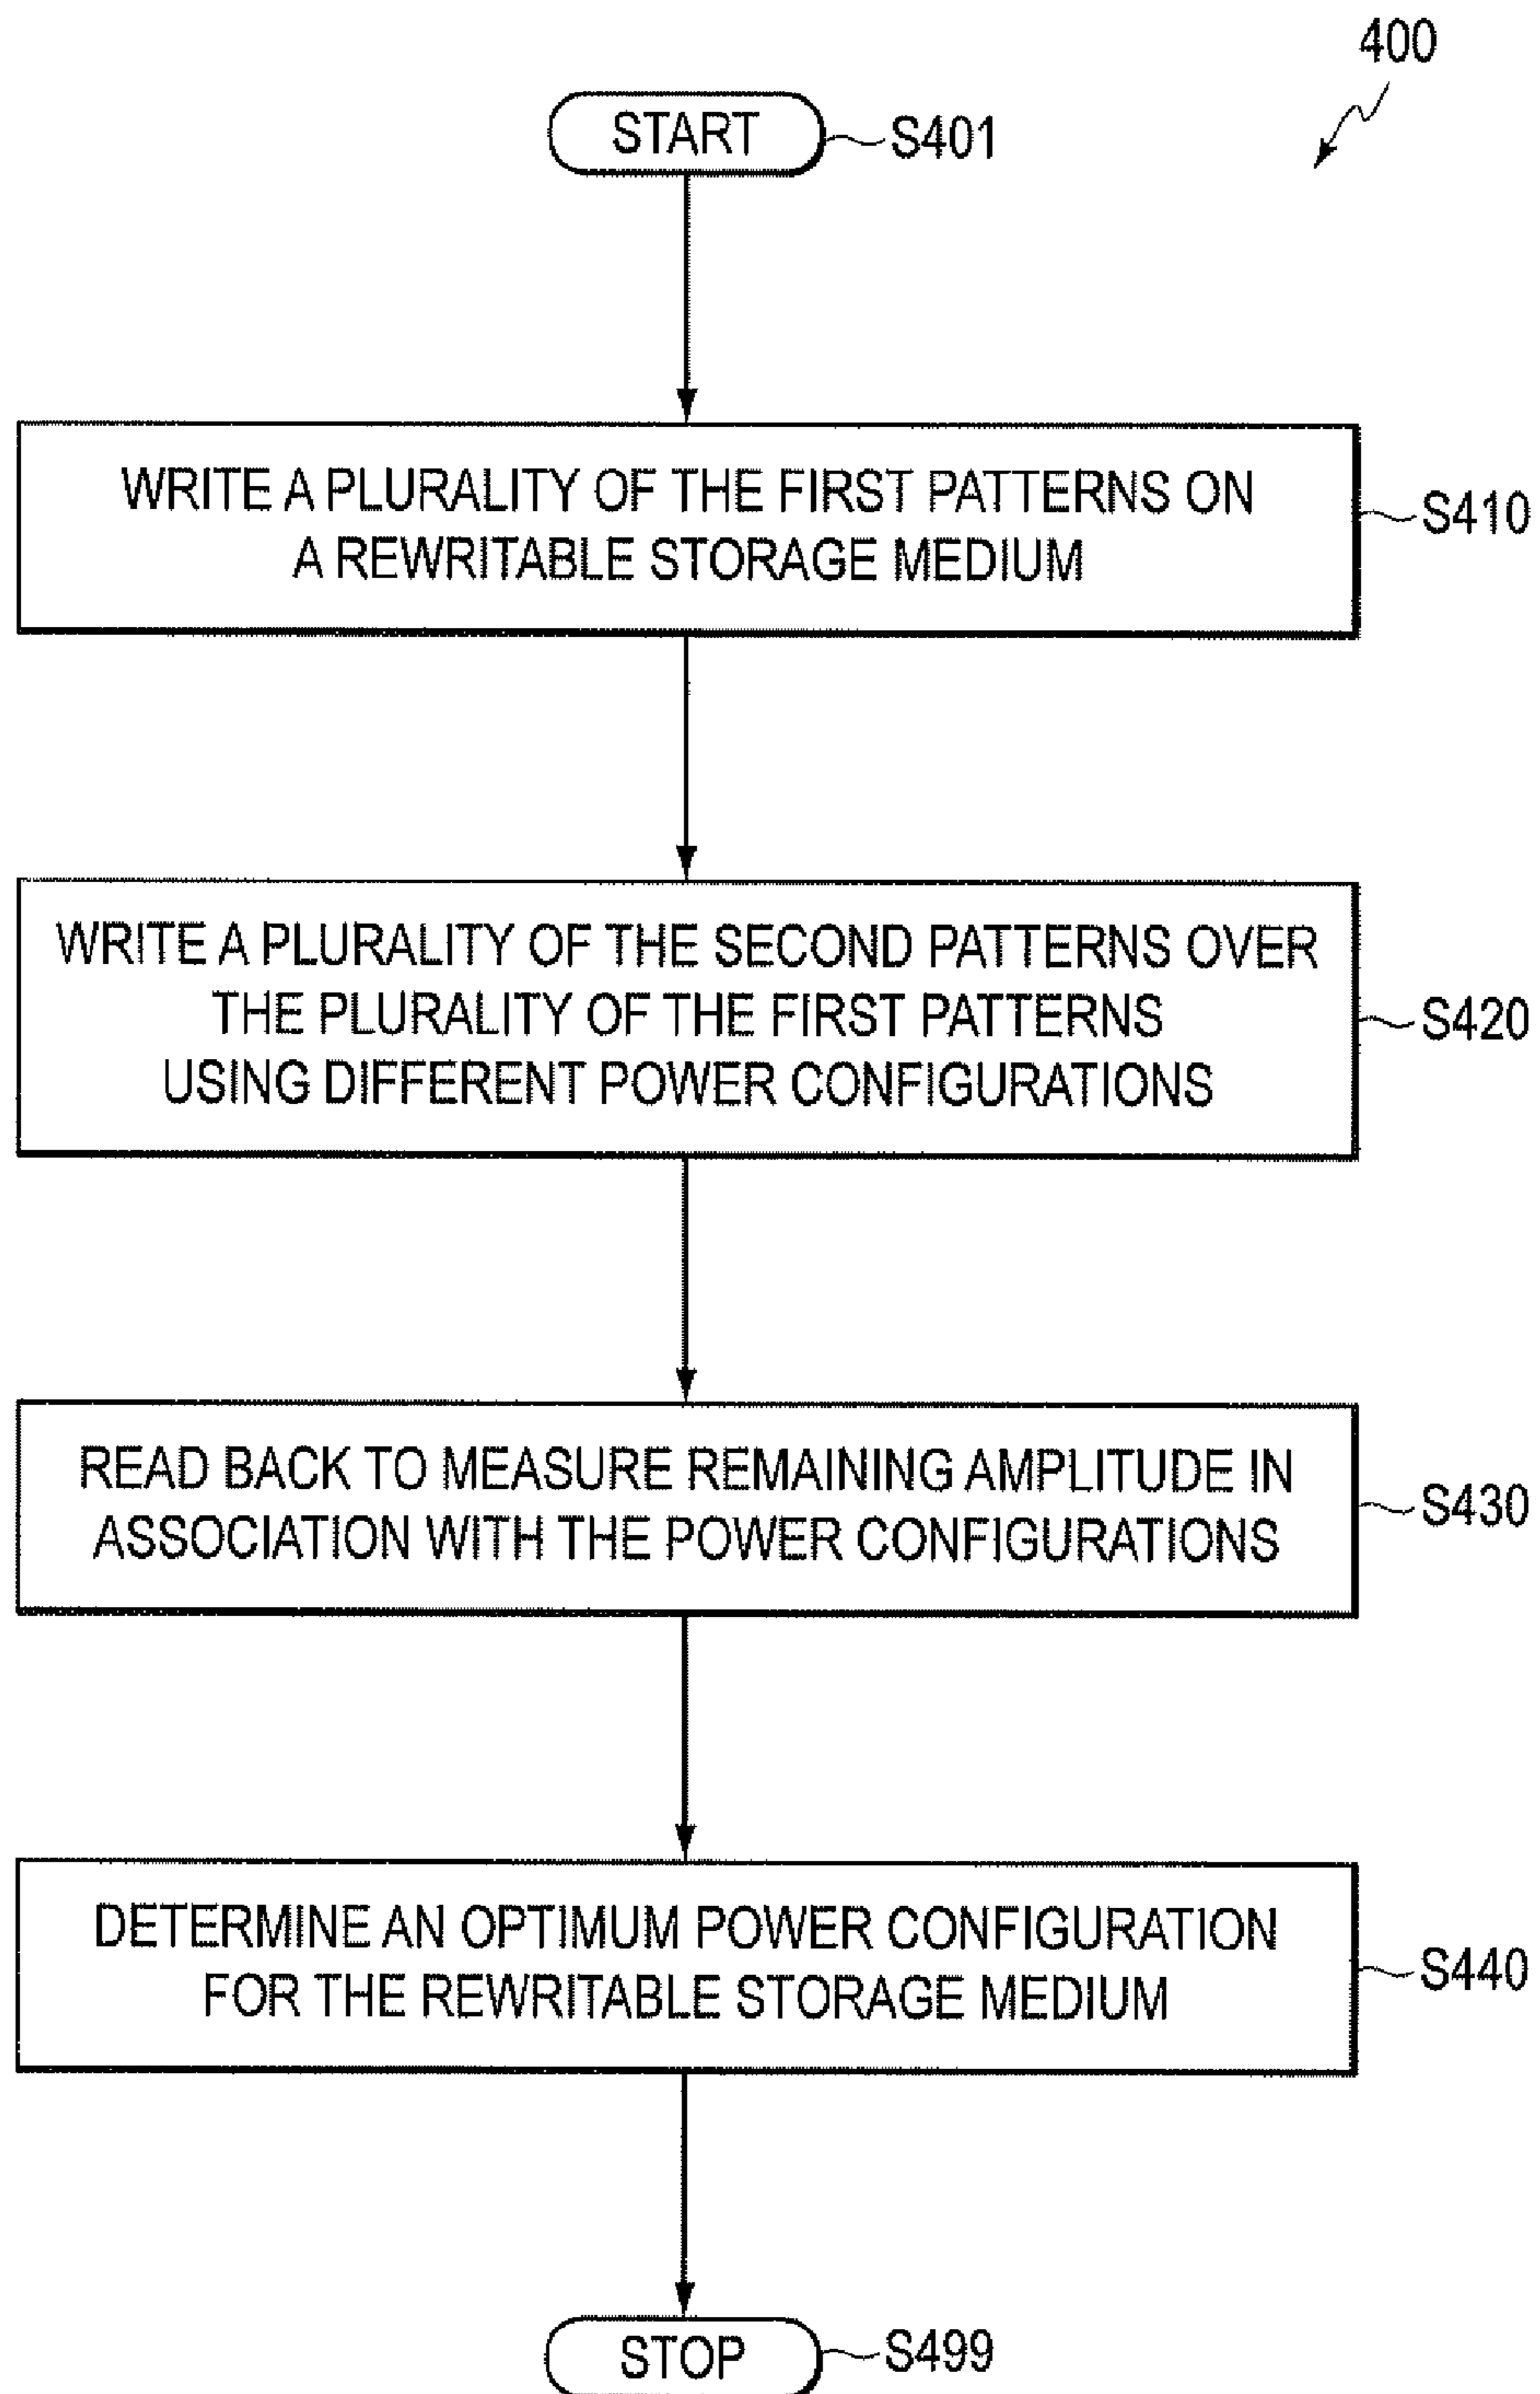 400
START
S401
WRITE A PLURALITY OF THE FIRST PATTERNS ON
A REWRITABLE STORAGE MEDIUM
S410
WRITE A PLURALITY OF THE SECOND PATTERNS OVER
THE PLURALITY OF THE FIRST PATTERNS
USING DIFFERENT POWER CONFIGURATIONS
S420
READ BACK TO MEASURE REMAINING AMPLITUDE IN
ASSOCIATION WITH THE POWER CONFIGURATIONS
S430
DETERMINE AN OPTIMUM POWER CONFIGURATION
FOR THE REWRITABLE STORAGE MEDIUM
S440
STOP
S499